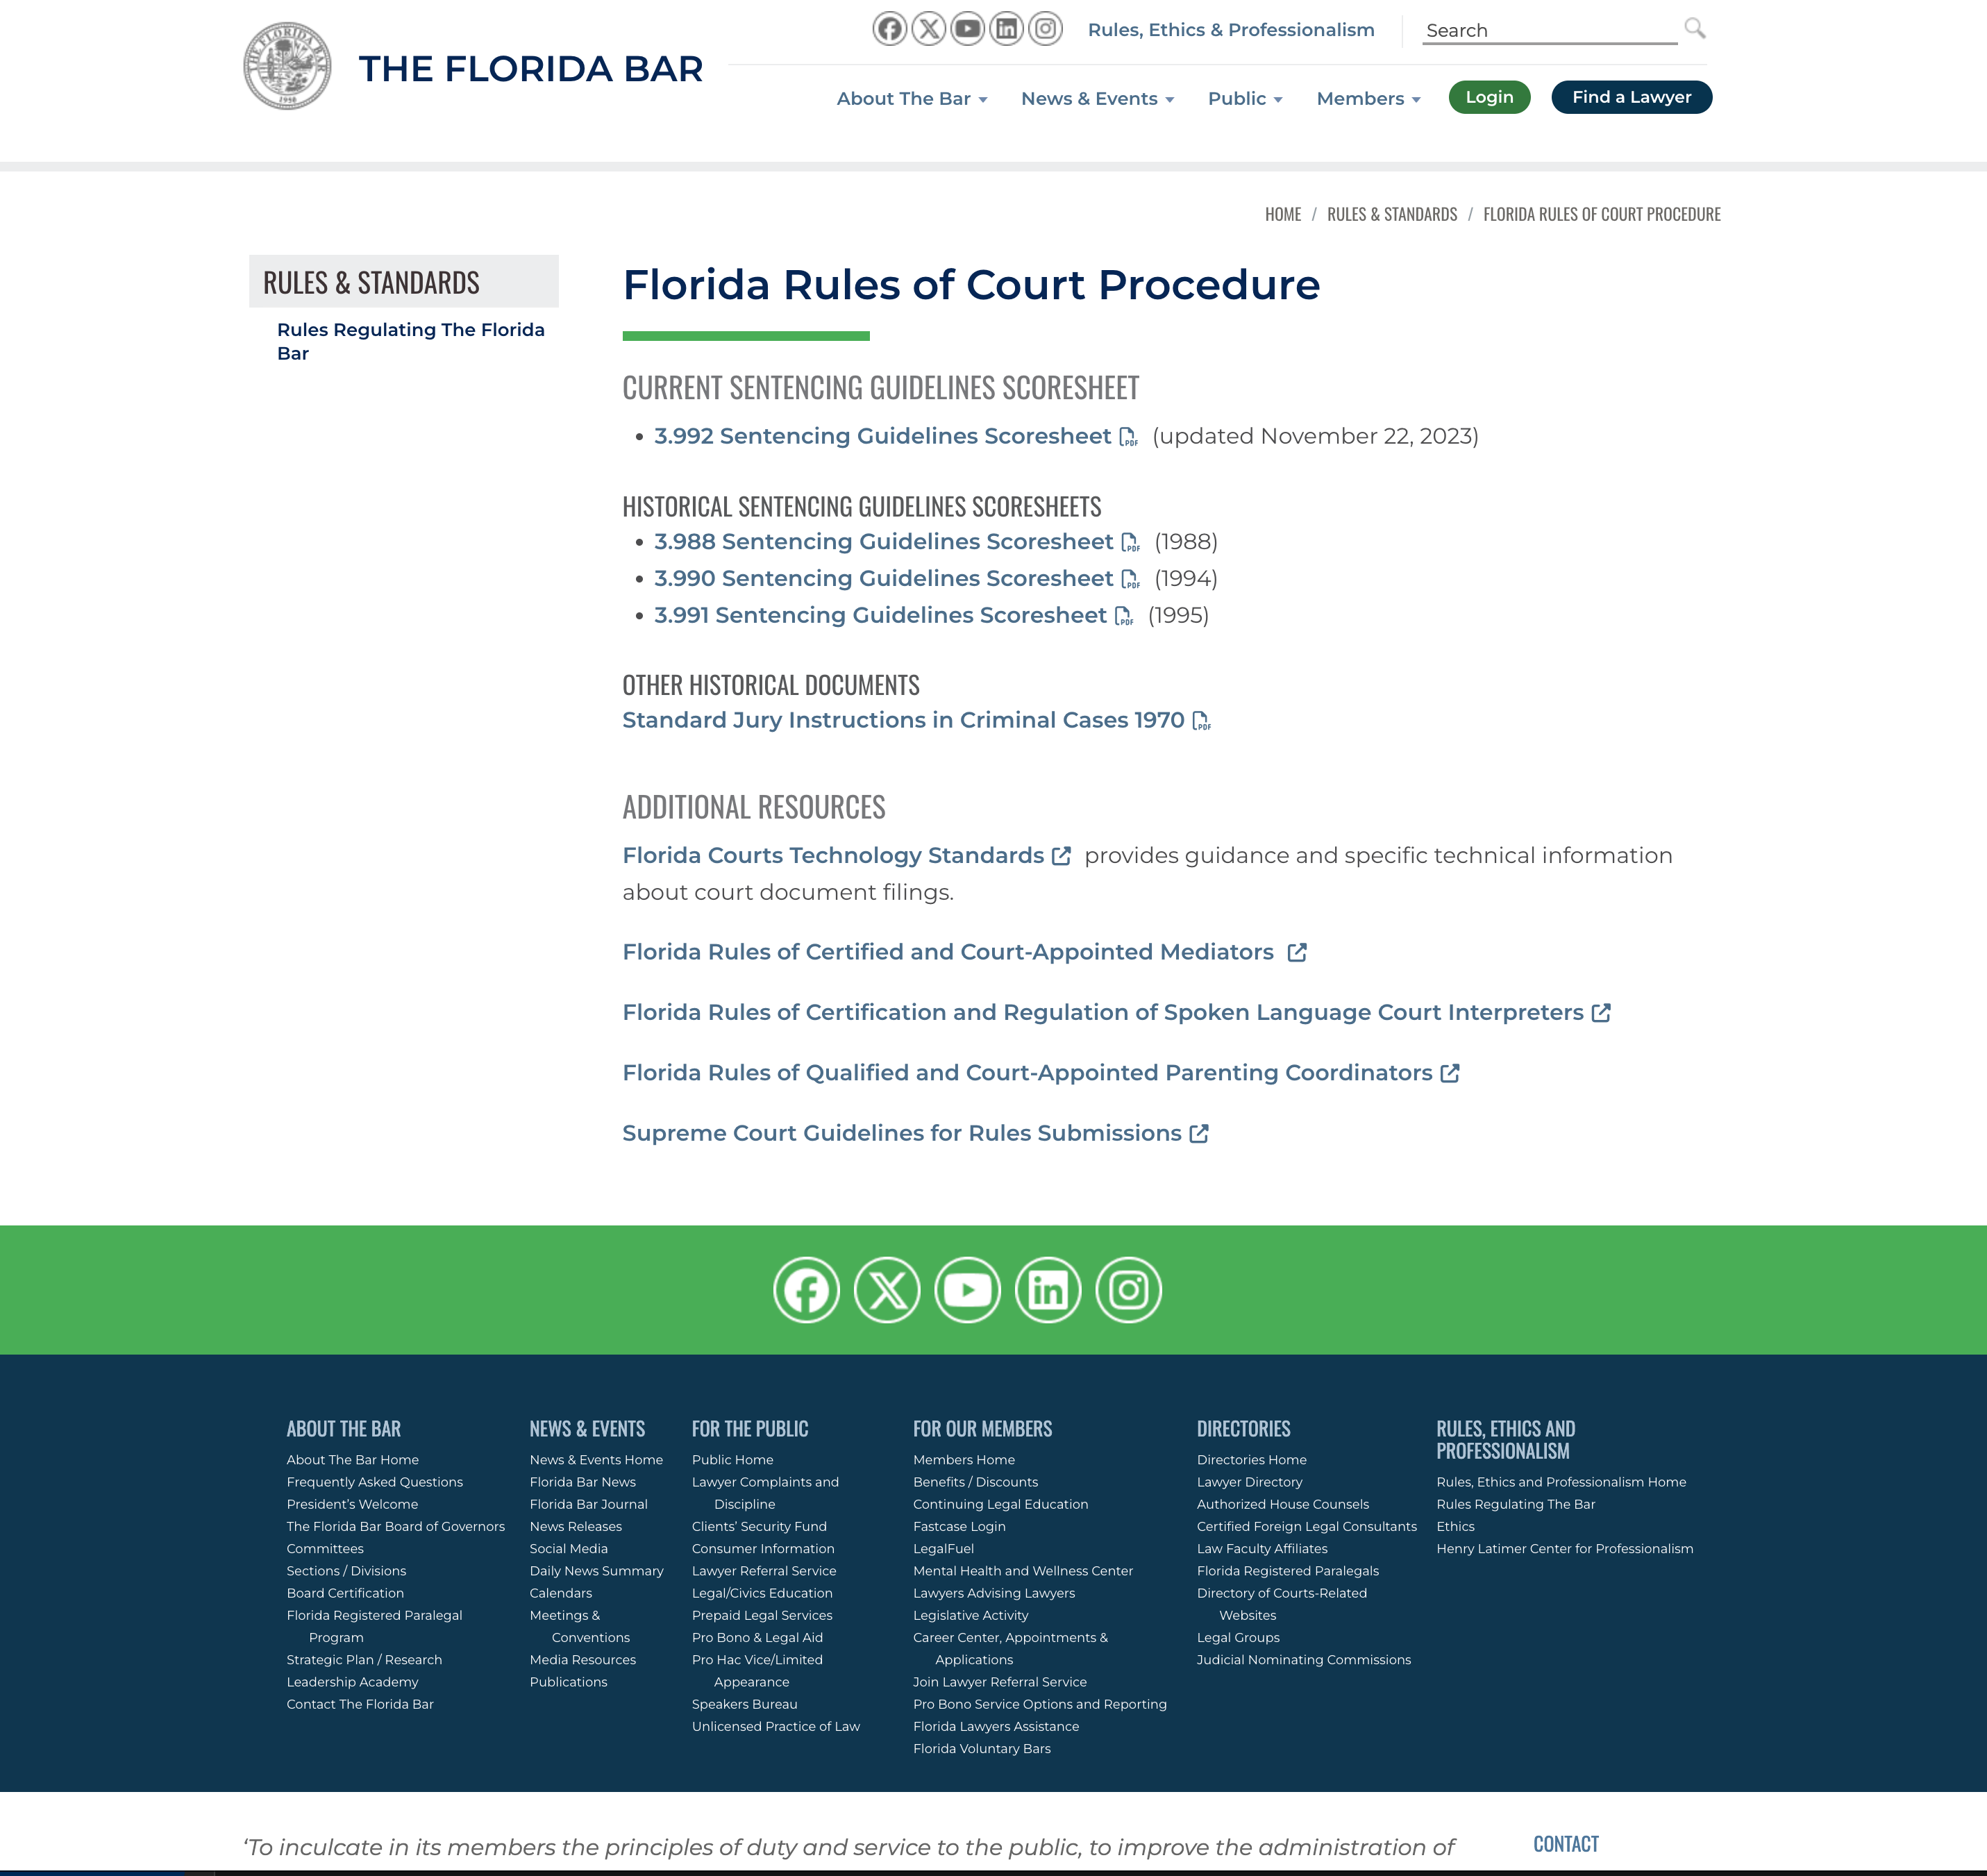 THE FLORIDA BAR
Rules, Ethics & Professionalism
Search
About The Bar
News & Events
Public
Members
Login
Find a Lawyer
HOME / RULES & STANDARDS / FLORIDA RULES OF COURT PROCEDURE
RULES & STANDARDS
Rules Regulating The Florida
Bar
Florida Rules of Court Procedure
CURRENT SENTENCING GUIDELINES SCORESHEET
• 3.992 Sentencing Guidelines Scoresheet PDF (updated November 22, 2023)
HISTORICAL SENTENCING GUIDELINES SCORESHEETS
• 3.988 Sentencing Guidelines Scoresheet PDF (1988)
• 3.990 Sentencing Guidelines Scoresheet PDF (1994)
• 3.991 Sentencing Guidelines Scoresheet PDF (1995)
OTHER HISTORICAL DOCUMENTS
Standard Jury Instructions in Criminal Cases 1970 PDF
ADDITIONAL RESOURCES
Florida Courts Technology Standards provides guidance and specific technical information
about court document filings.
Florida Rules of Certified and Court-Appointed Mediators
Florida Rules of Certification and Regulation of Spoken Language Court Interpreters
Florida Rules of Qualified and Court-Appointed Parenting Coordinators
Supreme Court Guidelines for Rules Submissions
ABOUT THE BAR
About The Bar Home
Frequently Asked Questions
President’s Welcome
The Florida Bar Board of Governors
Committees
Sections / Divisions
Board Certification
Florida Registered Paralegal
Program
Strategic Plan / Research
Leadership Academy
Contact The Florida Bar
NEWS & EVENTS
News & Events Home
Florida Bar News
Florida Bar Journal
News Releases
Social Media
Daily News Summary
Calendars
Meetings &
Conventions
Media Resources
Publications
FOR THE PUBLIC
Public Home
Lawyer Complaints and
Discipline
Clients’ Security Fund
Consumer Information
Lawyer Referral Service
Legal/Civics Education
Prepaid Legal Services
Pro Bono & Legal Aid
Pro Hac Vice/Limited
Appearance
Speakers Bureau
Unlicensed Practice of Law
FOR OUR MEMBERS
Members Home
Benefits / Discounts
Continuing Legal Education
Fastcase Login
LegalFuel
Mental Health and Wellness Center
Lawyers Advising Lawyers
Legislative Activity
Career Center, Appointments &
Applications
Join Lawyer Referral Service
Pro Bono Service Options and Reporting
Florida Lawyers Assistance
Florida Voluntary Bars
DIRECTORIES
Directories Home
Lawyer Directory
Authorized House Counsels
Certified Foreign Legal Consultants
Law Faculty Affiliates
Florida Registered Paralegals
Directory of Courts-Related
Websites
Legal Groups
Judicial Nominating Commissions
RULES, ETHICS AND
PROFESSIONALISM
Rules, Ethics and Professionalism Home
Rules Regulating The Bar
Ethics
Henry Latimer Center for Professionalism
‘To inculcate in its members the principles of duty and service to the public, to improve the administration of
CONTACT